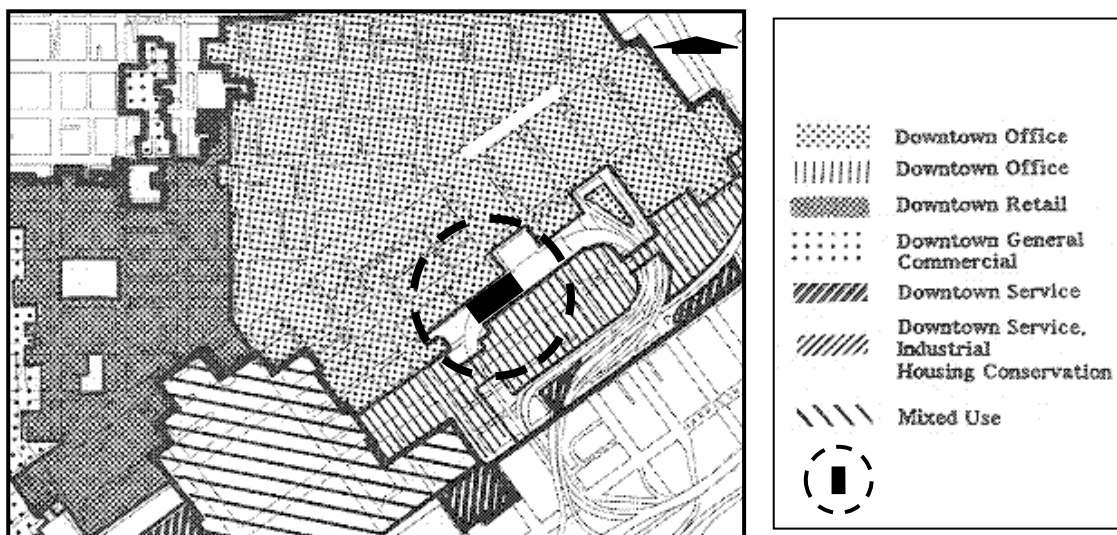 Downtown Office
Downtown Office
Downtown Retail
Downtown General
Commercial
Downtown Service
Downtown Service,
Industrial
Housing Conservation
Mixed Use